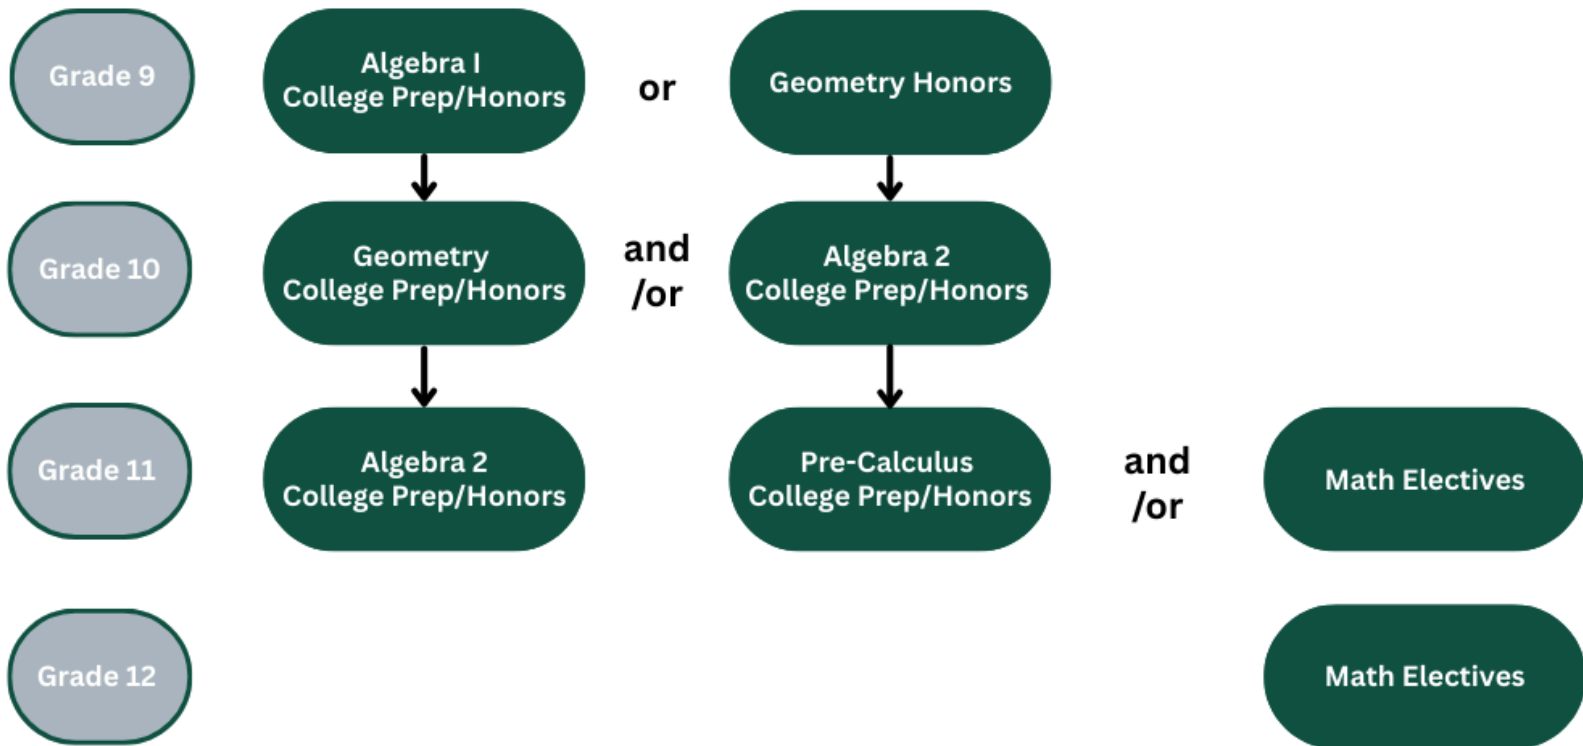 Grade 9
Algebra I
College Prep/Honors
or
Geometry Honors
Grade 10
Geometry
College Prep/Honors
and
/or
Algebra 2
College Prep/Honors
Grade 11
Algebra 2
College Prep/Honors
Pre-Calculus
College Prep/Honors
and
/or
Math Electives
Grade 12
Math Electives